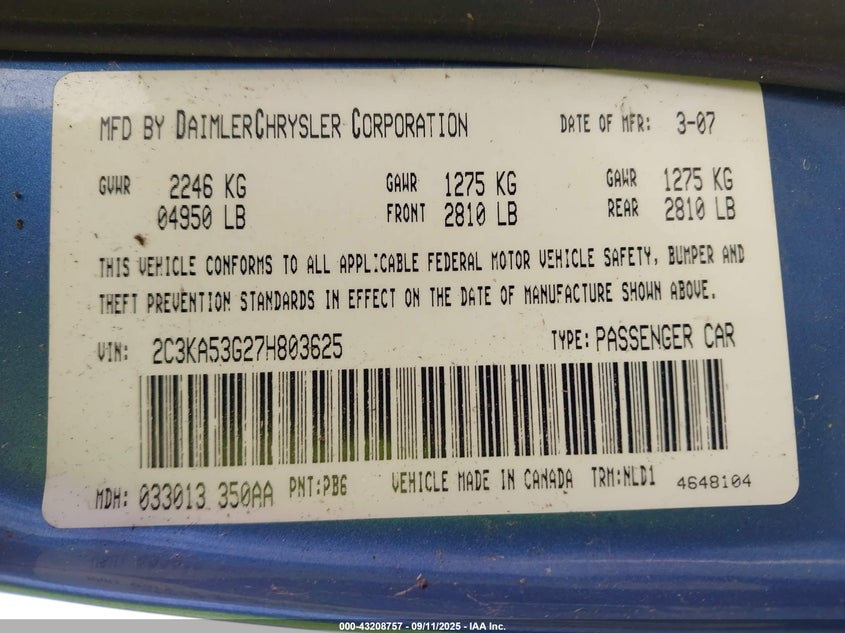 MFD BY DAIMLERCHRYSLER CORPORATION DATE OF MFR: 3-07
GVWR 2246 KG GAWR 1275 KG GAWR 1275 KG
04950 LB FRONT 2810 LB REAR 2810 LB
THIS VEHICLE CONFORMS TO ALL APPLICABLE FEDERAL MOTOR VEHICLE SAFETY, BUMPER AND
THEFT PREVENTION STANDARDS IN EFFECT ON THE DATE OF MANUFACTURE SHOWN ABOVE.
VIN: 2C3KA53G27H803625 TYPE: PASSENGER CAR
MDH: 033013 350AA PNT:PB6 VEHICLE MADE IN CANADA TRM:NLD1 4648104
000-43208757 - 09/11/2025 - IAA Inc.